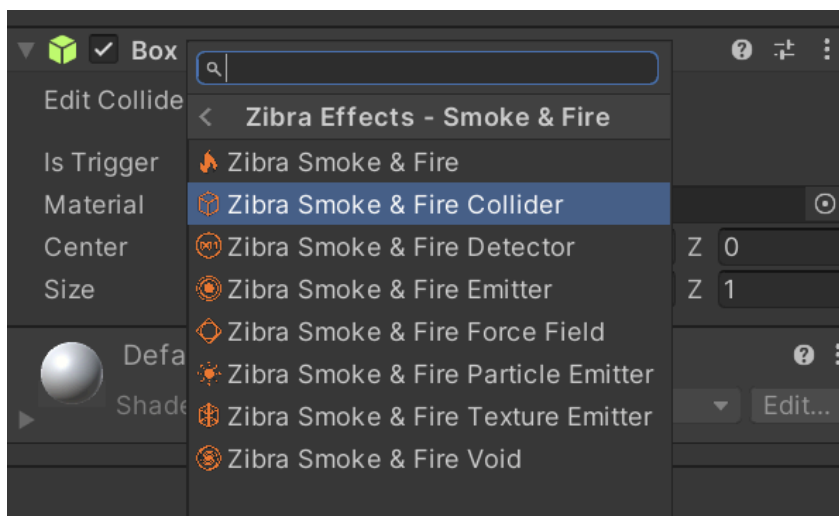 Box
Zibra Effects - Smoke & Fire
Edit Collide
Is Trigger
Zibra Smoke & Fire
Material
Zibra Smoke & Fire Collider
Center
Zibra Smoke & Fire Detector
Z 0
Size
Zibra Smoke & Fire Emitter
Z 1
Zibra Smoke & Fire Force Field
Defa
Zibra Smoke & Fire Particle Emitter
Shade
Zibra Smoke & Fire Texture Emitter
Edit...
Zibra Smoke & Fire Void